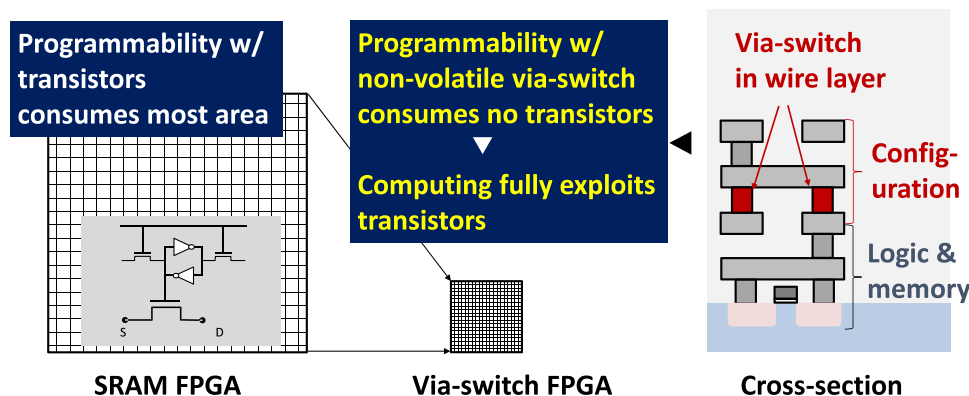 Programmability w/
transistors
consumes most area
Programmability w/
non-volatile via-switch
consumes no transistors
Computing fully exploits
transistors
Via-switch
in wire layer
Config-
uration
Logic &
memory
S
D
SRAM FPGA
Via-switch FPGA
Cross-section